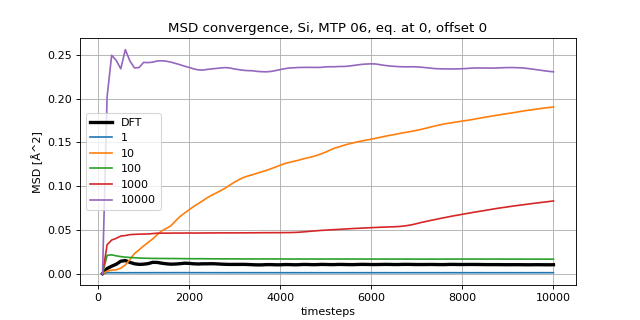 MSD convergence, Si, MTP 06, eq. at 0, offset 0
MSD [Å^2]
0.25
0.20
0.15
0.10
0.05
0.00
DFT
1
10
100
1000
10000
0 2000 4000 6000 8000 10000
timesteps